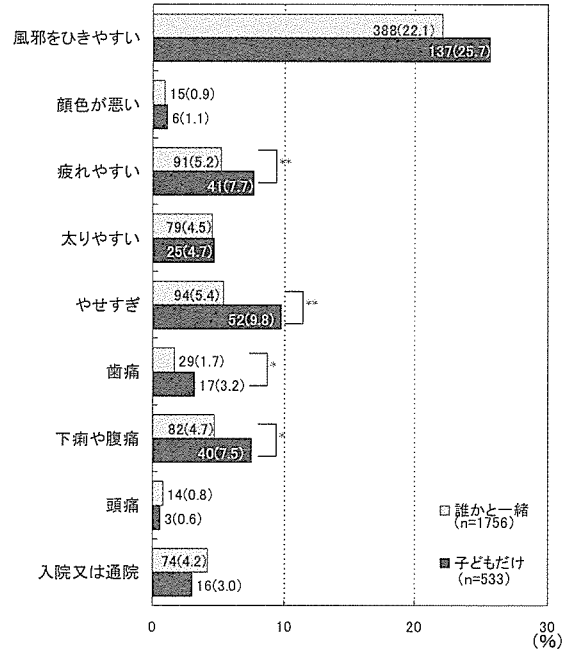 風邪をひきやすい
388(22.1)
137(25.7)
顔色が悪い
15(0.9)
6(1.1)
疲れやすい
91(5.2)
**
41(7.7)
太りやすい
79(4.5)
25(4.7)
やせすぎ
94(5.4)
**
52(9.8)
歯痛
29(1.7)
*
17(3.2)
下痢や腹痛
82(4.7)
*
40(7.5)
頭痛
14(0.8)
3(0.6)
入院又は通院
74(4.2)
16(3.0)
誰かと一緒
(n=1756)
子どもだけ
(n=533)
0 10 20 30
(%)